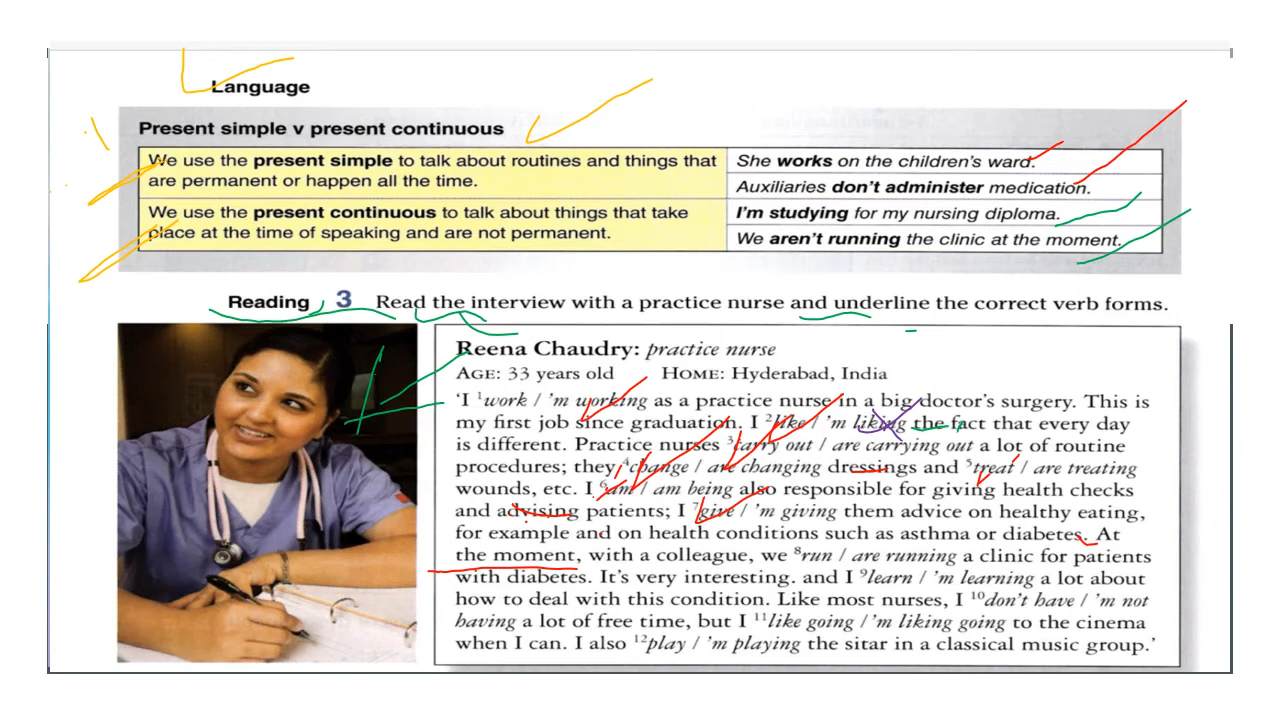 Language
Present simple v present continuous
We use the present simple to talk about routines and things that
are permanent or happen all the time.
She works on the children's ward.
Auxiliaries don't administer medication.
We use the present continuous to talk about things that take
place at the time of speaking and are not permanent.
I'm studying for my nursing diploma.
We aren't running the clinic at the moment.
Reading 3 Read the interview with a practice nurse and underline the correct verb forms.
Reena Chaudry: practice nurse
AGE: 33 years old HOME: Hyderabad, India
'I ¹work / 'm working as a practice nurse in a big doctor's surgery. This is
my first job since graduation. I ²like / 'm liking the fact that every day
is different. Practice nurses ³carry out / are carrying out a lot of routine
procedures; they ⁴change / are changing dressings and ⁵treat / are treating
wounds, etc. I ⁶am / am being also responsible for giving health checks
and advising patients; I ⁷give / 'm giving them advice on healthy eating,
for example and on health conditions such as asthma or diabetes. At
the moment, with a colleague, we ⁸run / are running a clinic for patients
with diabetes. It's very interesting. and I ⁹learn / 'm learning a lot about
how to deal with this condition. Like most nurses, I ¹⁰don't have / 'm not
having a lot of free time, but I ¹¹like going / 'm liking going to the cinema
when I can. I also ¹²play / 'm playing the sitar in a classical music group.'